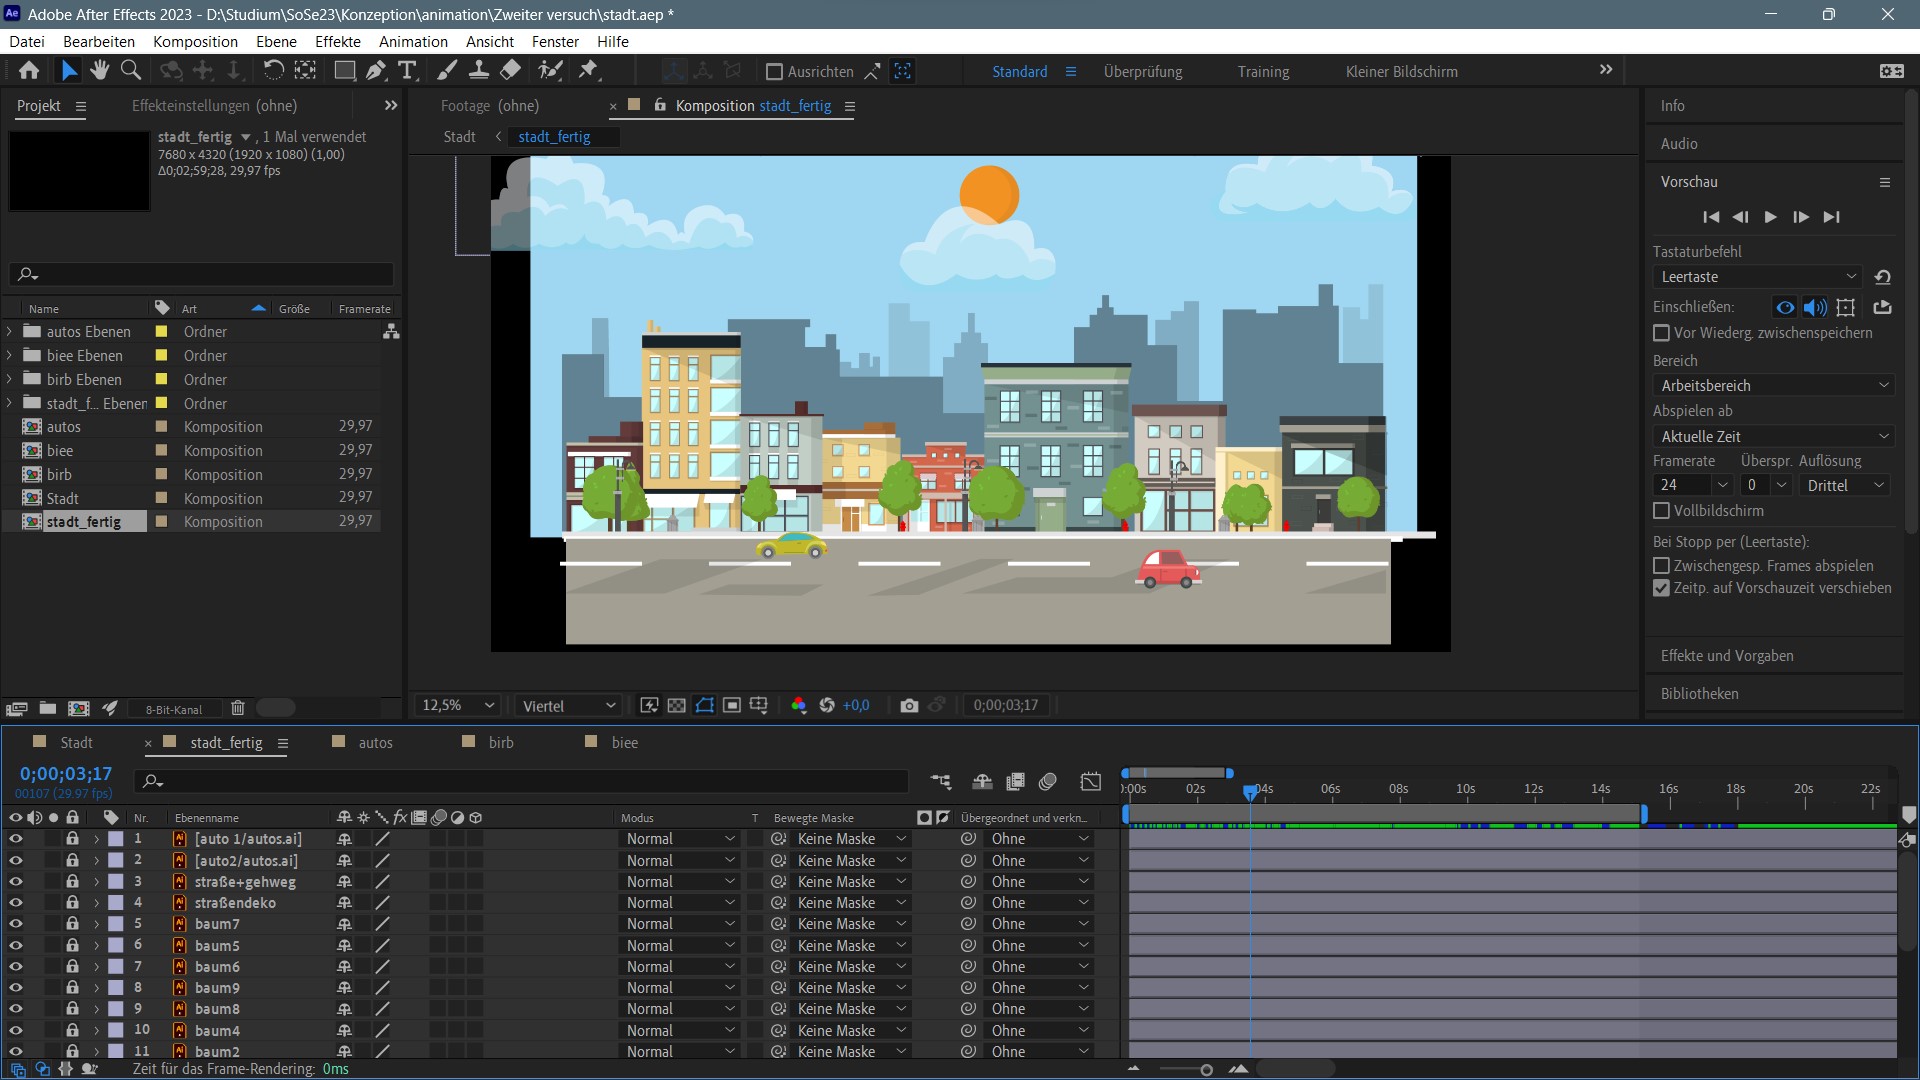 Adobe After Effects 2023 - D:\Studium\SoSe23\Konzeption\animation\Zweiter versuch\stadt.aep *
Datei Bearbeiten Komposition Ebene Effekte Animation Ansicht Fenster Hilfe
Ausrichten Standard Überprüfung Training Kleiner Bildschirm
Projekt Effekteinstellungen (ohne)
stadt_fertig , 1 Mal verwendet
7680 x 4320 (1920 x 1080) (1,00)
Δ0;02;59;28, 29,97 fps
Name Art Größe Framerate
autos Ebenen Ordner
biee Ebenen Ordner
birb Ebenen Ordner
stadt_f... Ebenen Ordner
autos Komposition 29,97
biee Komposition 29,97
birb Komposition 29,97
Stadt Komposition 29,97
stadt_fertig Komposition 29,97
8-Bit-Kanal
Footage (ohne) × Komposition stadt_fertig
Stadt < stadt_fertig
12,5% Viertel +0,0 0;00;03;17
Info
Audio
Vorschau
Tastaturbefehl
Leertaste
Einschließen:
Vor Wiederg. zwischenspeichern
Bereich
Arbeitsbereich
Abspielen ab
Aktuelle Zeit
Framerate Überspr. Auflösung
24 0 Drittel
Vollbildschirm
Bei Stopp per (Leertaste):
Zwischengesp. Frames abspielen
Zeitp. auf Vorschauzeit verschieben
Effekte und Vorgaben
Bibliotheken
Stadt × stadt_fertig autos birb biee
0;00;03;17
00107 (29.97 fps)
):00s 02s 04s 06s 08s 10s 12s 14s 16s 18s 20s 22s
Nr. Ebenenname Modus T Bewegte Maske Übergeordnet und verkn...
1 [auto 1/autos.ai] Normal Keine Maske Ohne
2 [auto2/autos.ai] Normal Keine Maske Ohne
3 straße+gehweg Normal Keine Maske Ohne
4 straßendeko Normal Keine Maske Ohne
5 baum7 Normal Keine Maske Ohne
6 baum5 Normal Keine Maske Ohne
7 baum6 Normal Keine Maske Ohne
8 baum9 Normal Keine Maske Ohne
9 baum8 Normal Keine Maske Ohne
10 baum4 Normal Keine Maske Ohne
11 baum2 Normal Keine Maske Ohne
Zeit für das Frame-Rendering: 0ms